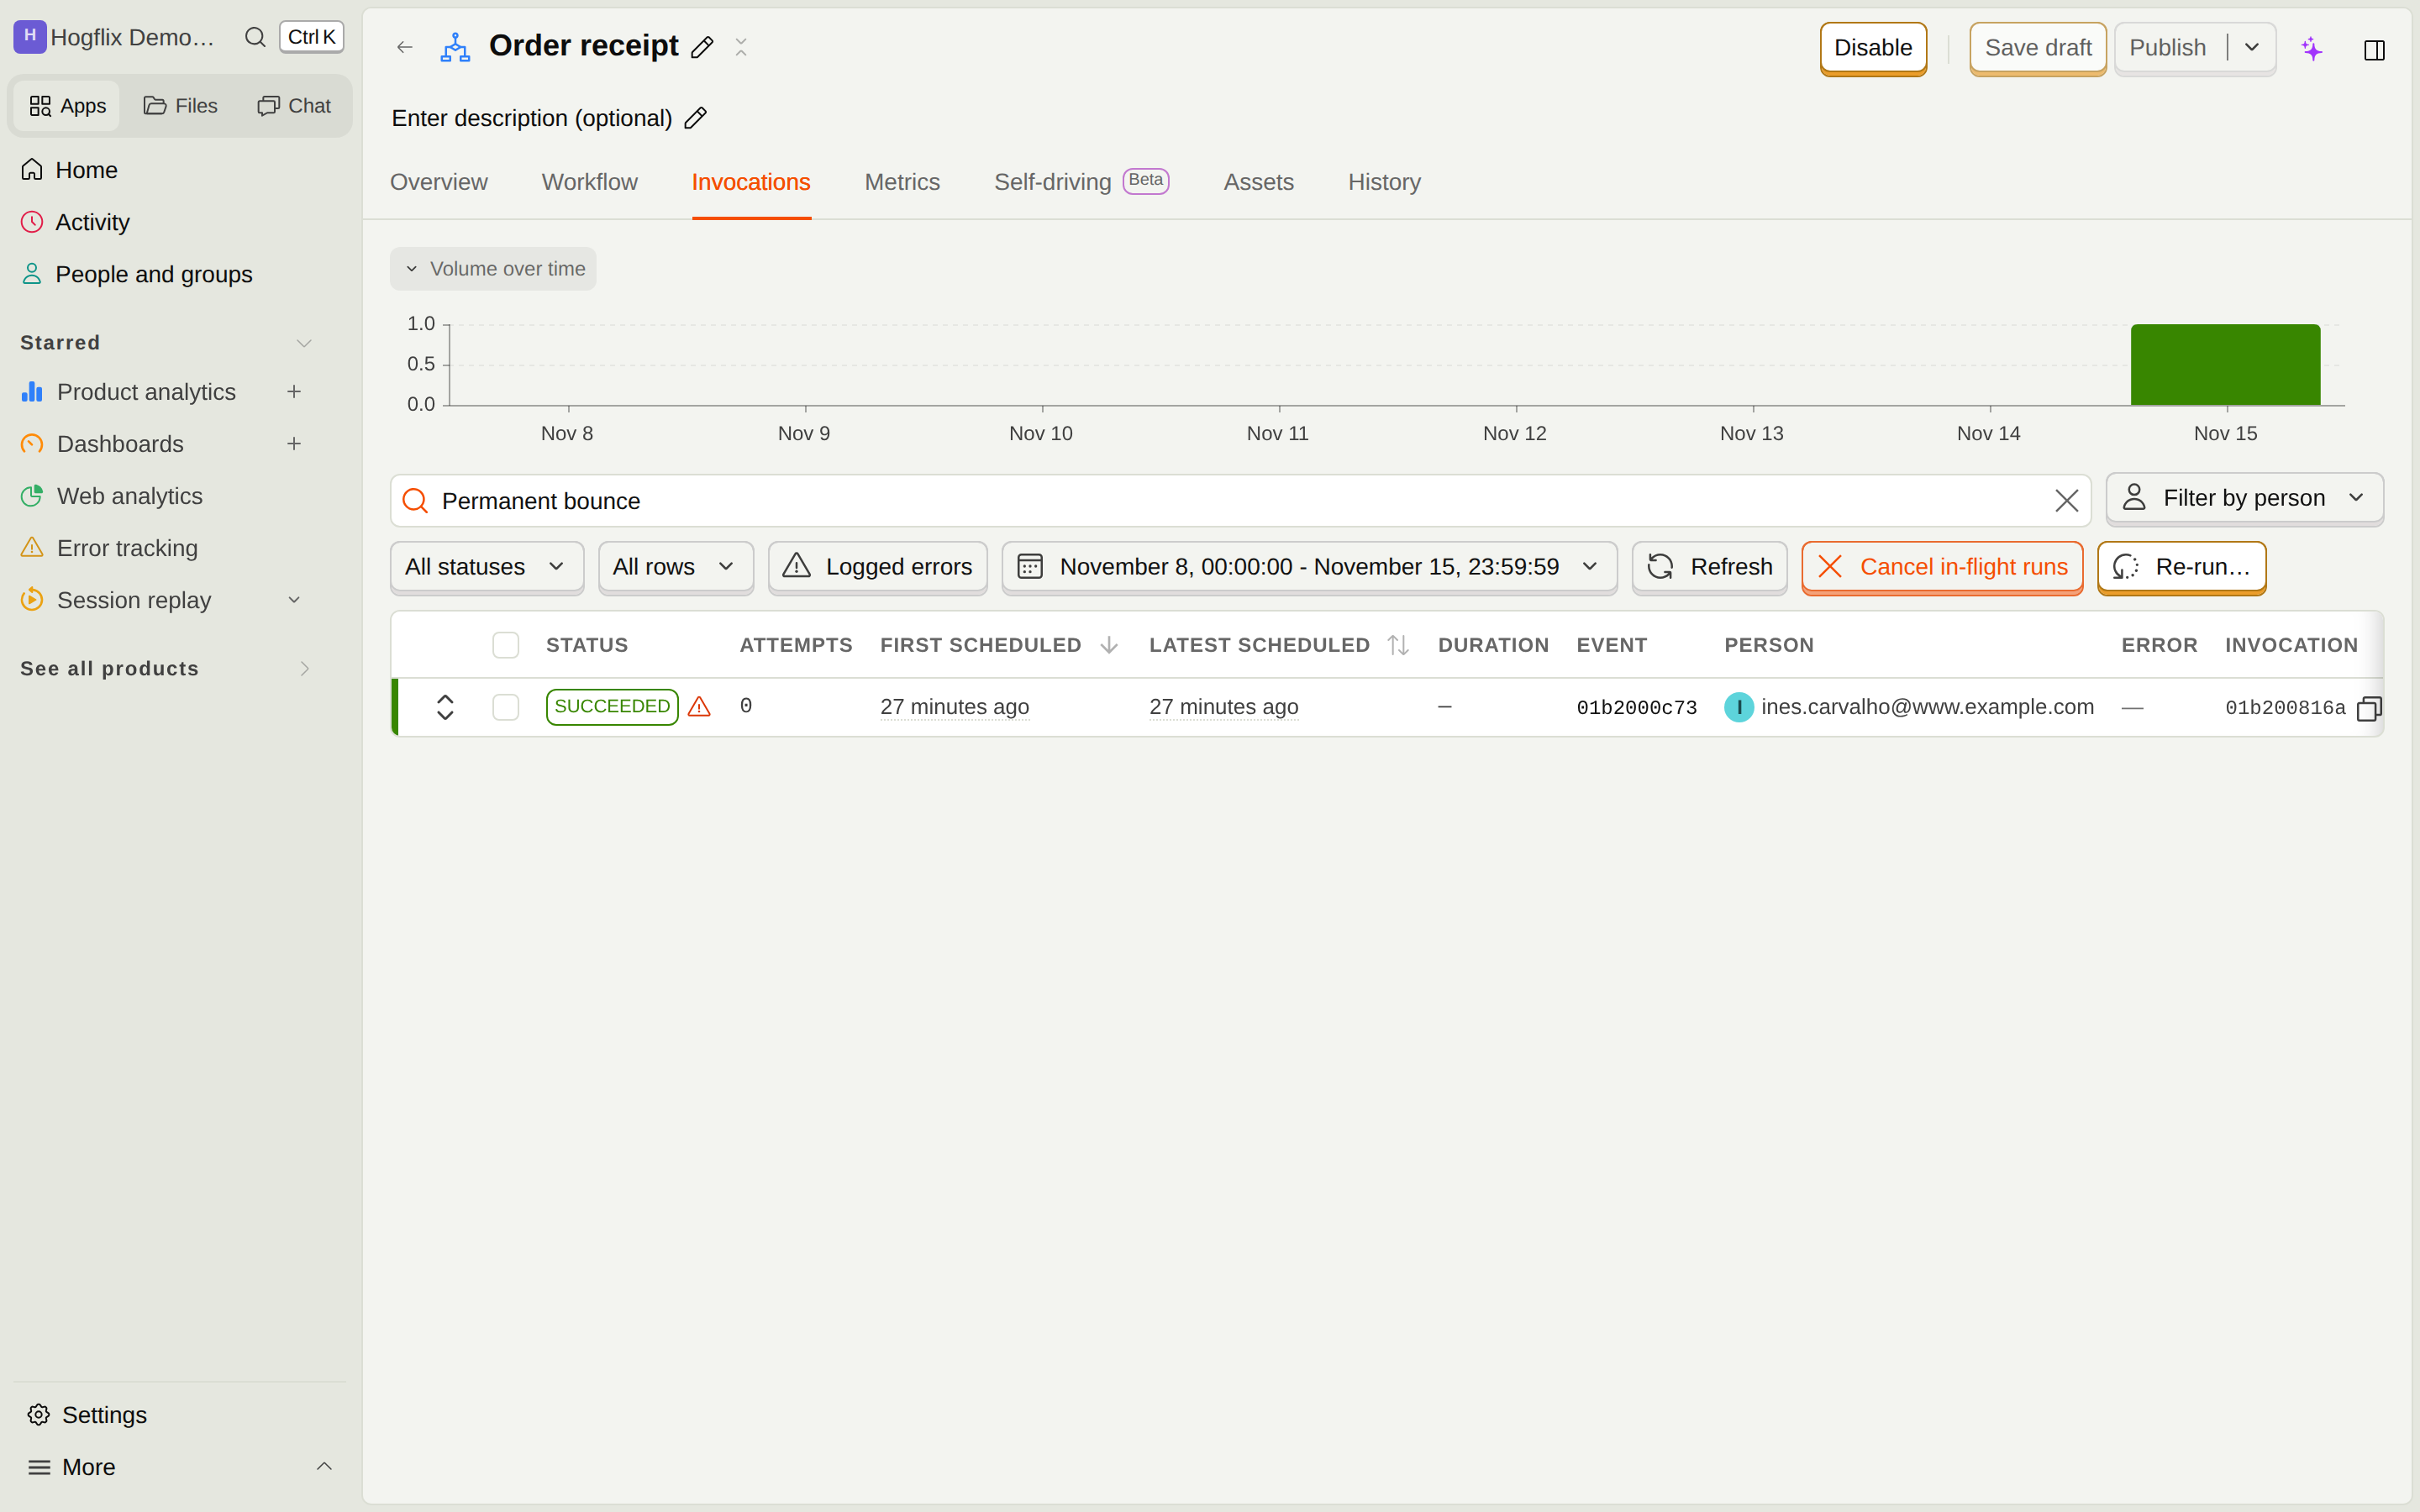 H Hogflix Demo… Ctrl K
Apps Files Chat
Home
Activity
People and groups
Starred
Product analytics
Dashboards
Web analytics
Error tracking
Session replay
See all products
Settings
More
Order receipt
Disable Save draft Publish
Enter description (optional)
Overview Workflow Invocations Metrics Self-driving Beta Assets History
Volume over time
1.0
0.5
0.0
Nov 8 Nov 9 Nov 10 Nov 11 Nov 12 Nov 13 Nov 14 Nov 15
Permanent bounce Filter by person
All statuses All rows Logged errors November 8, 00:00:00 - November 15, 23:59:59 Refresh Cancel in-flight runs Re-run…
STATUS ATTEMPTS FIRST SCHEDULED LATEST SCHEDULED DURATION EVENT PERSON ERROR INVOCATION
SUCCEEDED 0 27 minutes ago 27 minutes ago – 01b2000c73 I ines.carvalho@www.example.com — 01b200816a